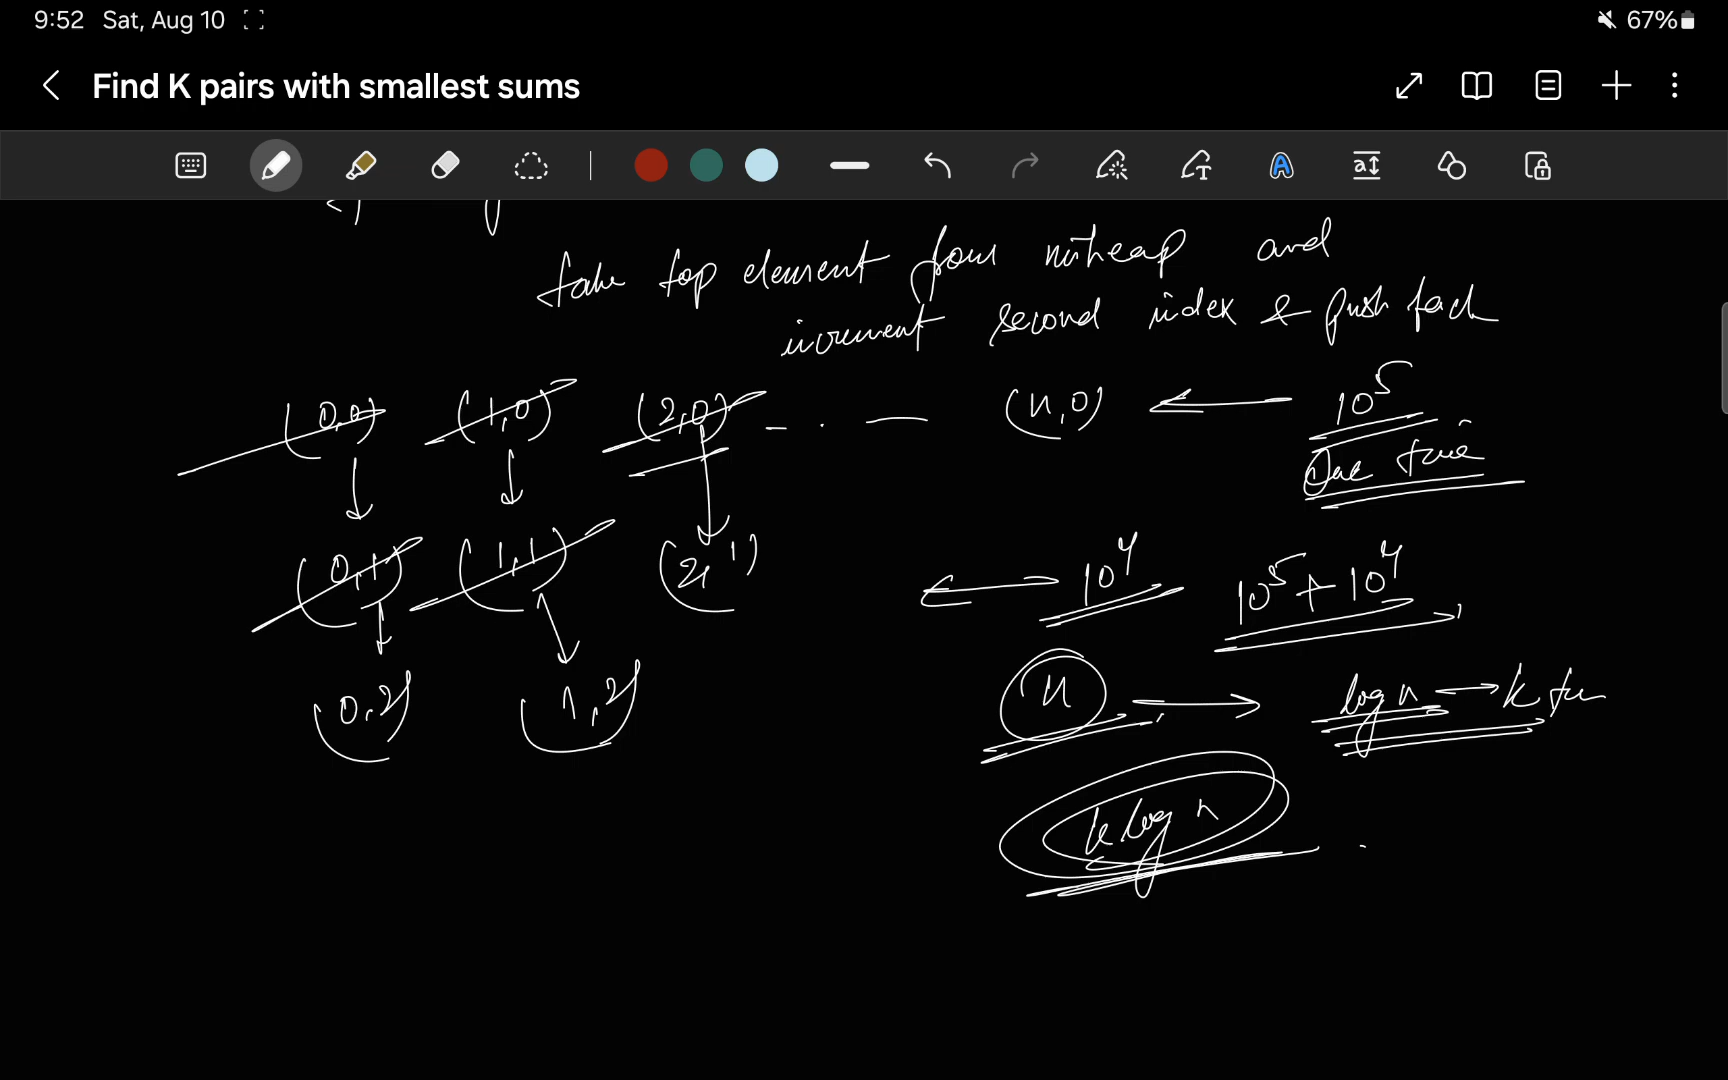 9:52 Sat, Aug 10 67%
Find K pairs with smallest sums
take top element from minheap and
increment second index & push back
(0,0) (1,0) (2,0) - . — (n,0) ← 10^5
One time
(0,1) (1,1) (2,1) ← 10^4 10^5 + 10^4
(0,2) (1,2) n → log n → k
k log n